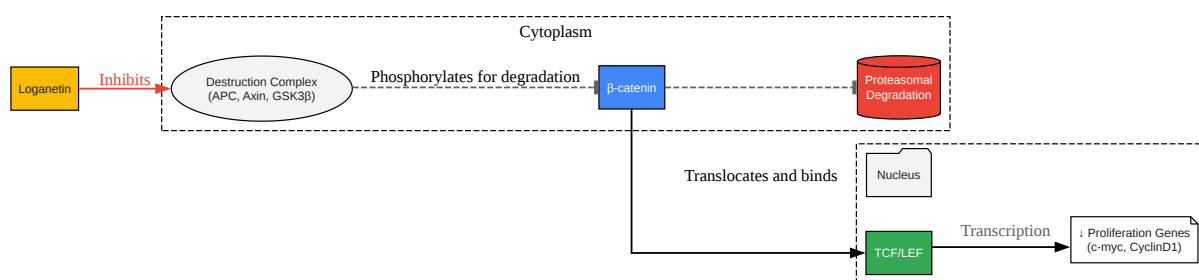 Cytoplasm
Loganetin
Inhibits
Destruction Complex
(APC, Axin, GSK3β)
Phosphorylates for degradation
β-catenin
Proteasomal
Degradation
Translocates and binds
Nucleus
TCF/LEF
Transcription
↓ Proliferation Genes
(c-myc, CyclinD1)